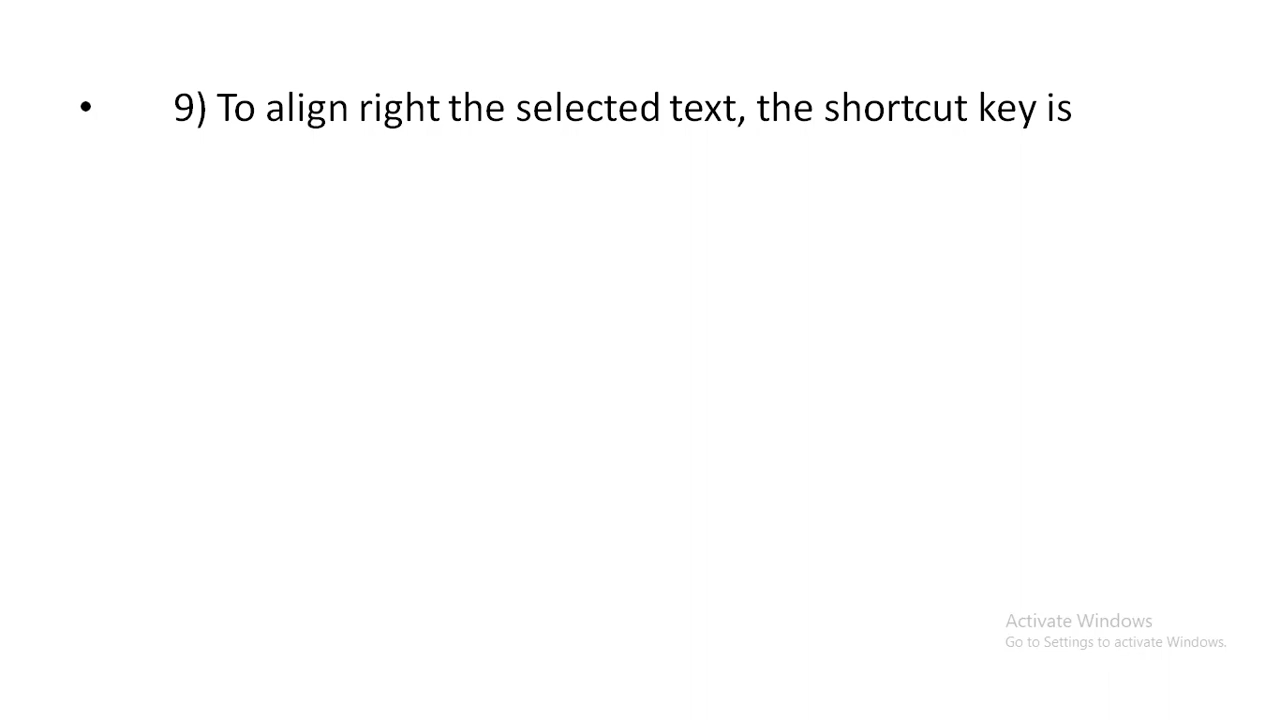 • 9) To align right the selected text, the shortcut key is
Activate Windows
Go to Settings to activate Windows.